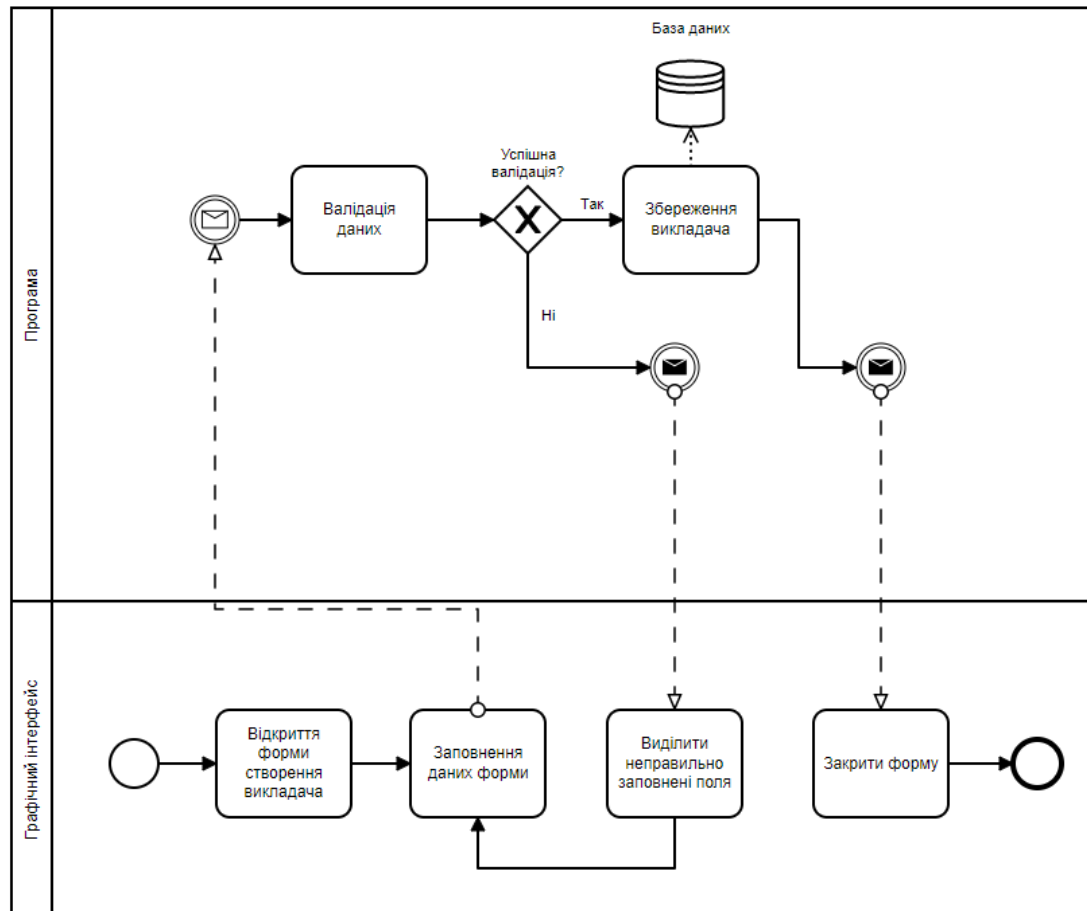 Програма
База даних
Успішна
валідація?
Валідація
даних
Так
Збереження
викладача
Ні
Графічний інтерфейс
Відкриття
форми
створення
викладача
Заповнення
даних форми
Виділити
неправильно
заповнені поля
Закрити форму